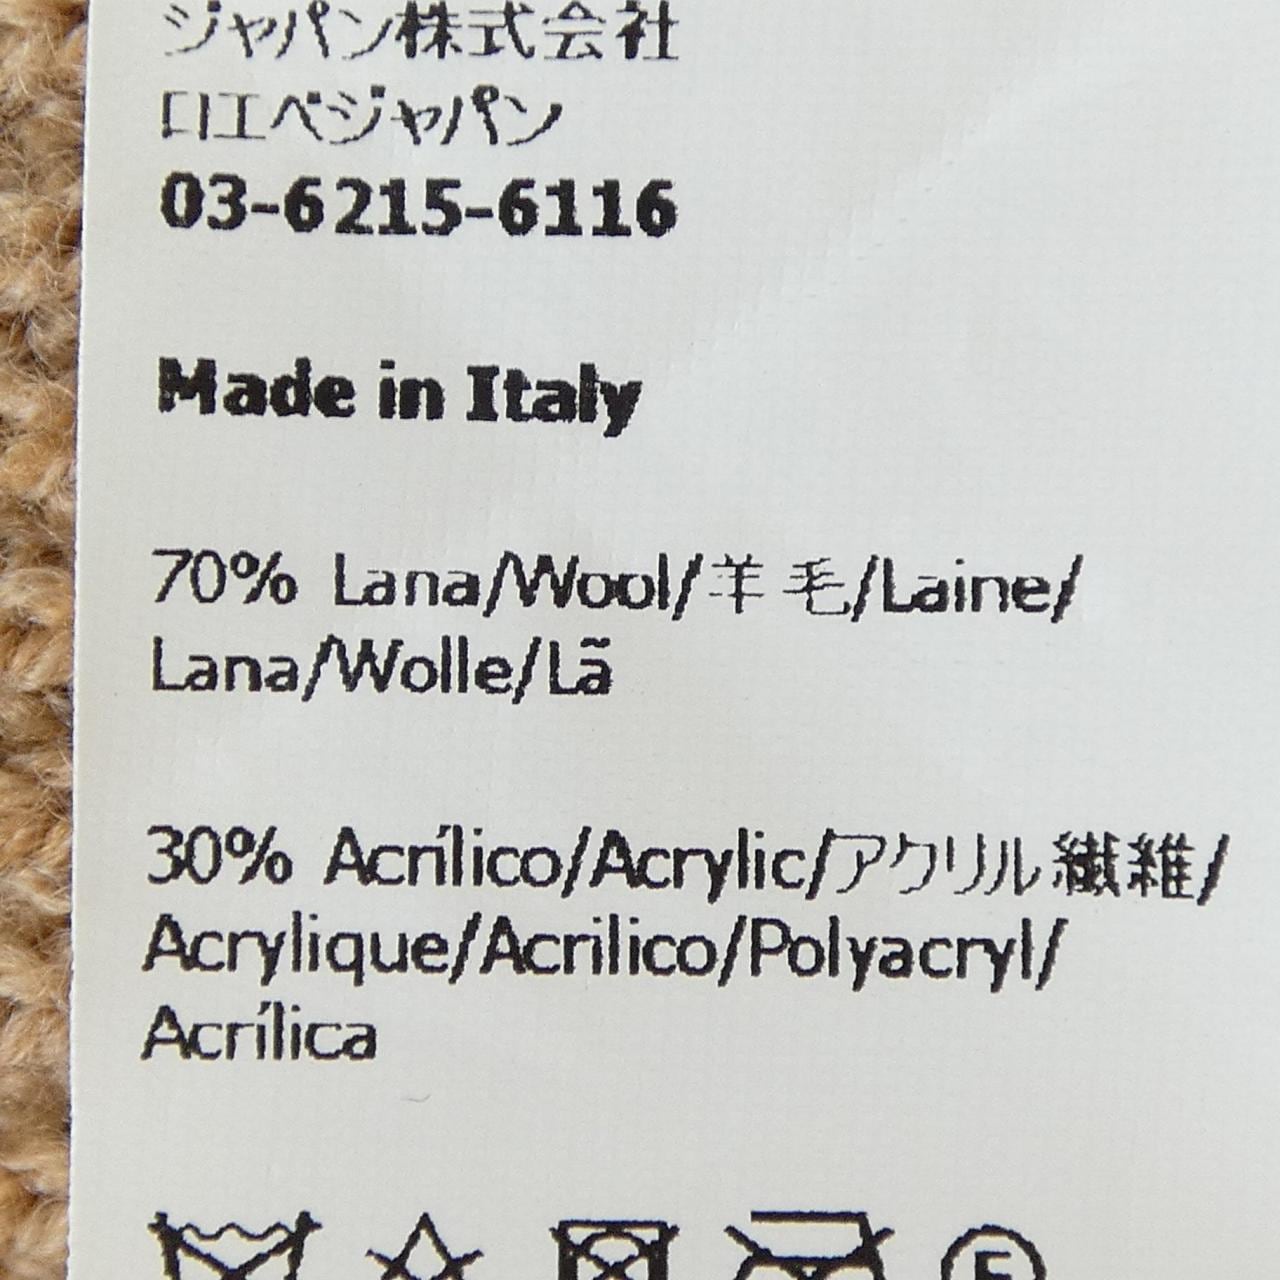 ジャパン株式会社
ロエベジャパン
03-6215-6116
Made in Italy
70% Lana/Wool/羊毛/Laine/
Lana/Wolle/Lã
30% Acrílico/Acrylic/アクリル繊維/
Acrylique/Acrilico/Polyacryl/
Acrílica
F